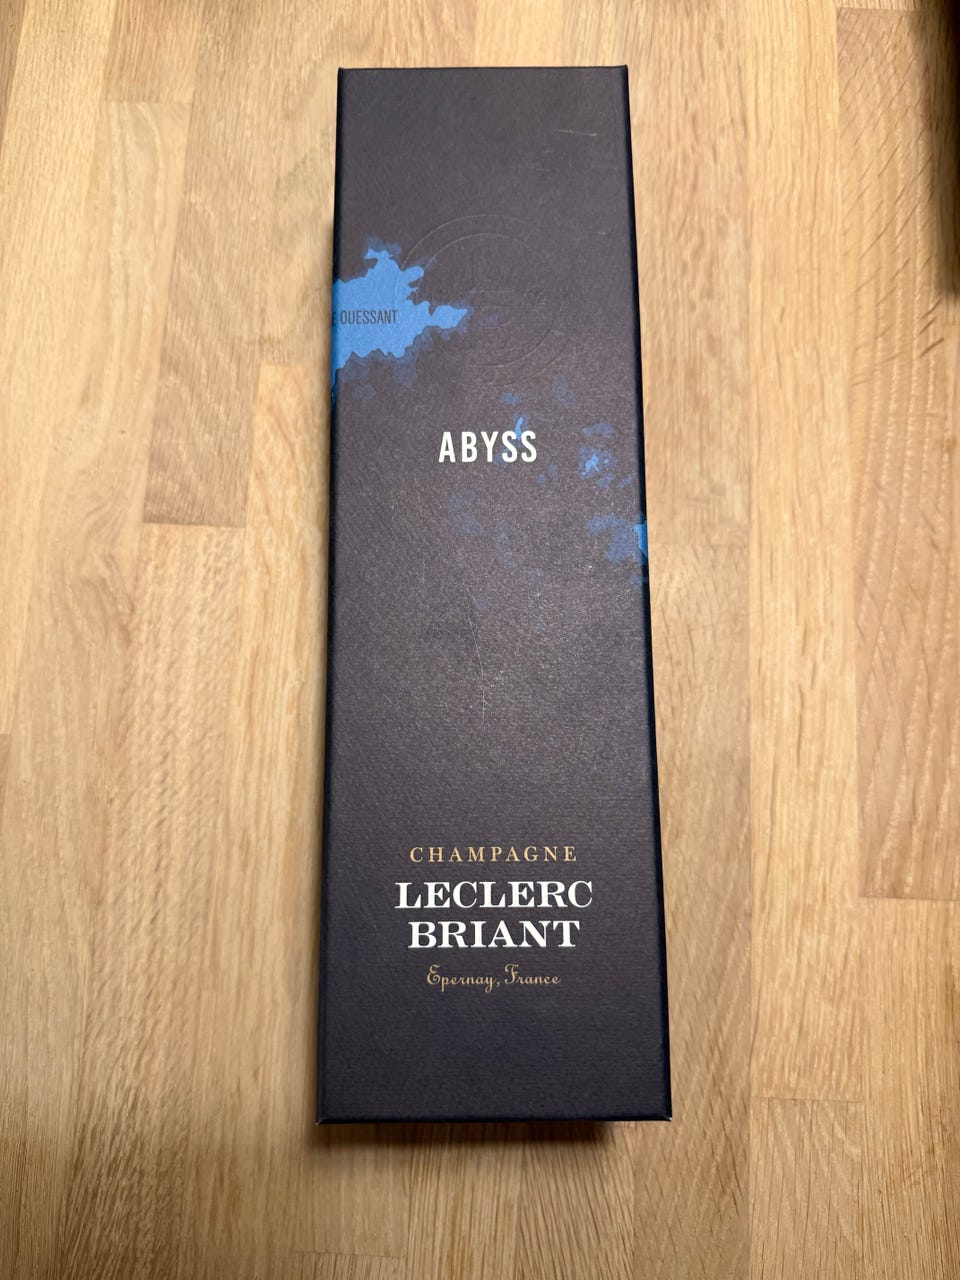 E OUESSANT
ABYSS
CHAMPAGNE
LECLERC
BRIANT
Epernay, France